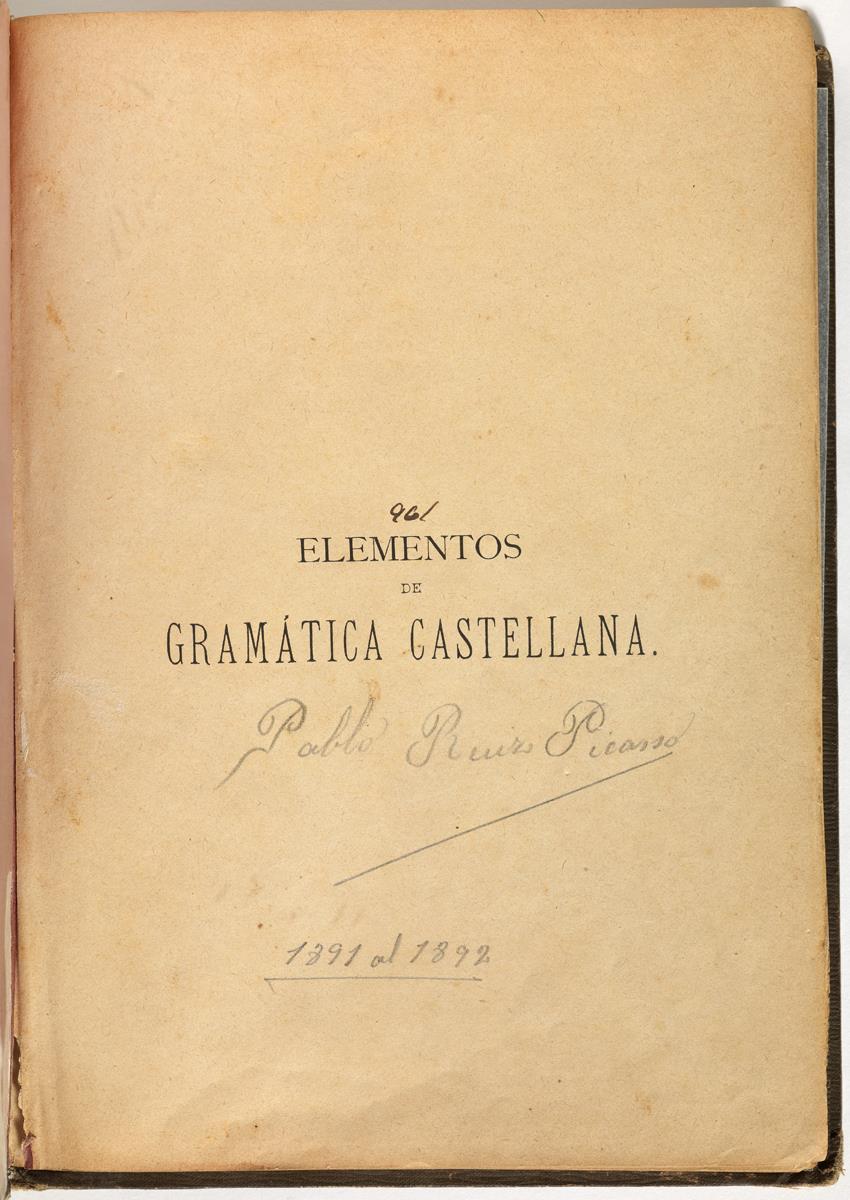 961
ELEMENTOS
DE
GRAMÁTICA CASTELLANA.
Pablo Ruiz Picasso
1891 al 1892